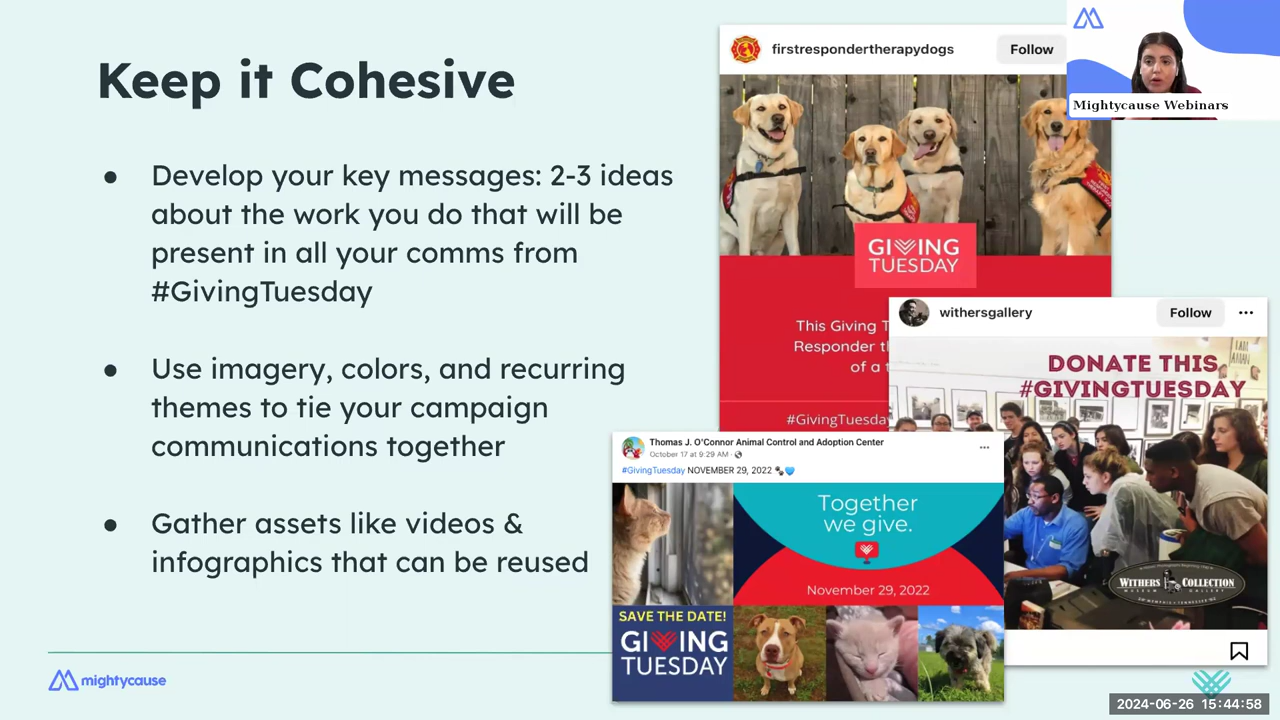 Keep it Cohesive
● Develop your key messages: 2-3 ideas
about the work you do that will be
present in all your comms from
#GivingTuesday
● Use imagery, colors, and recurring
themes to tie your campaign
communications together
● Gather assets like videos &
infographics that can be reused
mightycause
firstrespondertherapydogs
Follow
GIVING
TUESDAY
This Giving T
Responder t
of a t
#GivingTuesda
Mightycause Webinars
withersgallery
Follow
DONATE THIS
#GIVINGTUESDAY
WITHERS COLLECTION
MUSEUM GALLERY
Thomas J. O'Connor Animal Control and Adoption Center
October 17 at 9:29 AM
#GivingTuesday NOVEMBER 29, 2022
Together
we give.
November 29, 2022
SAVE THE DATE!
GIVING
TUESDAY
2024-06-26 15:44:58